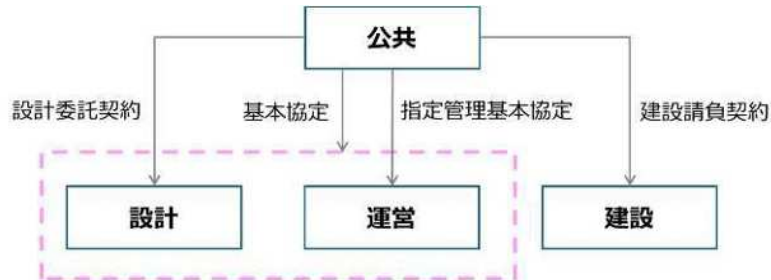 公共
設計委託契約
基本協定
指定管理基本協定
建設請負契約
設計
運営
建設